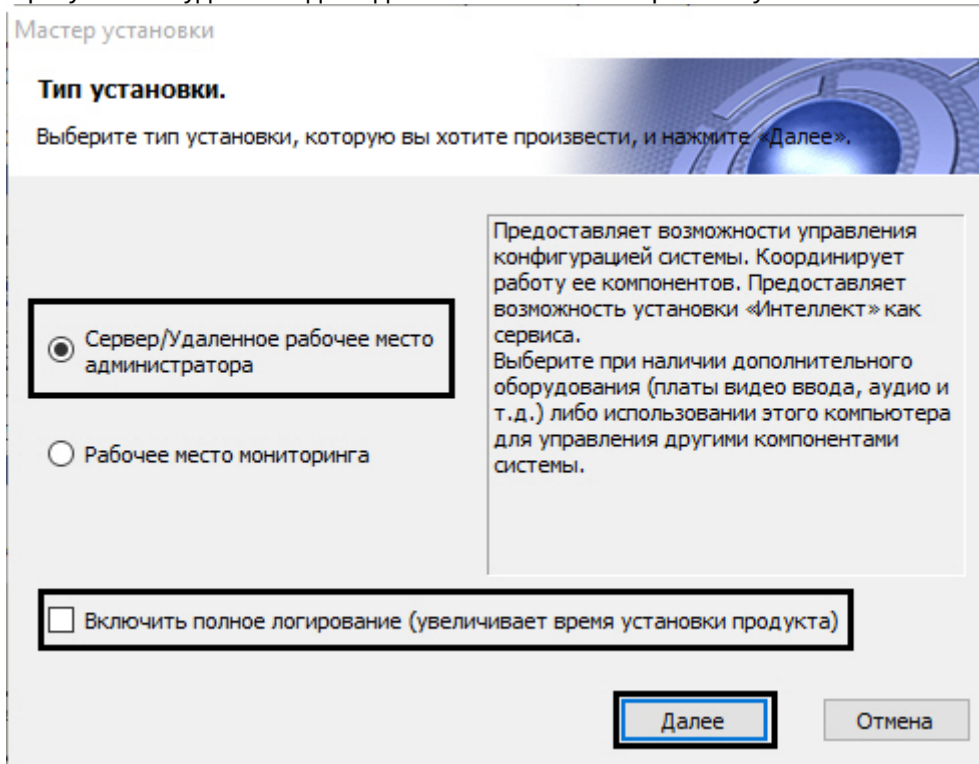 Мастер установки
Тип установки.
Выберите тип установки, которую вы хотите произвести, и нажмите «Далее».
Сервер/Удаленное рабочее место
администратора
Рабочее место мониторинга
Предоставляет возможности управления
конфигурацией системы. Координирует
работу ее компонентов. Предоставляет
возможность установки «Интеллект» как
сервиса.
Выберите при наличии дополнительного
оборудования (платы видео ввода, аудио и
т.д.) либо использовании этого компьютера
для управления другими компонентами
системы.
Включить полное логирование (увеличивает время установки продукта)
Далее
Отмена